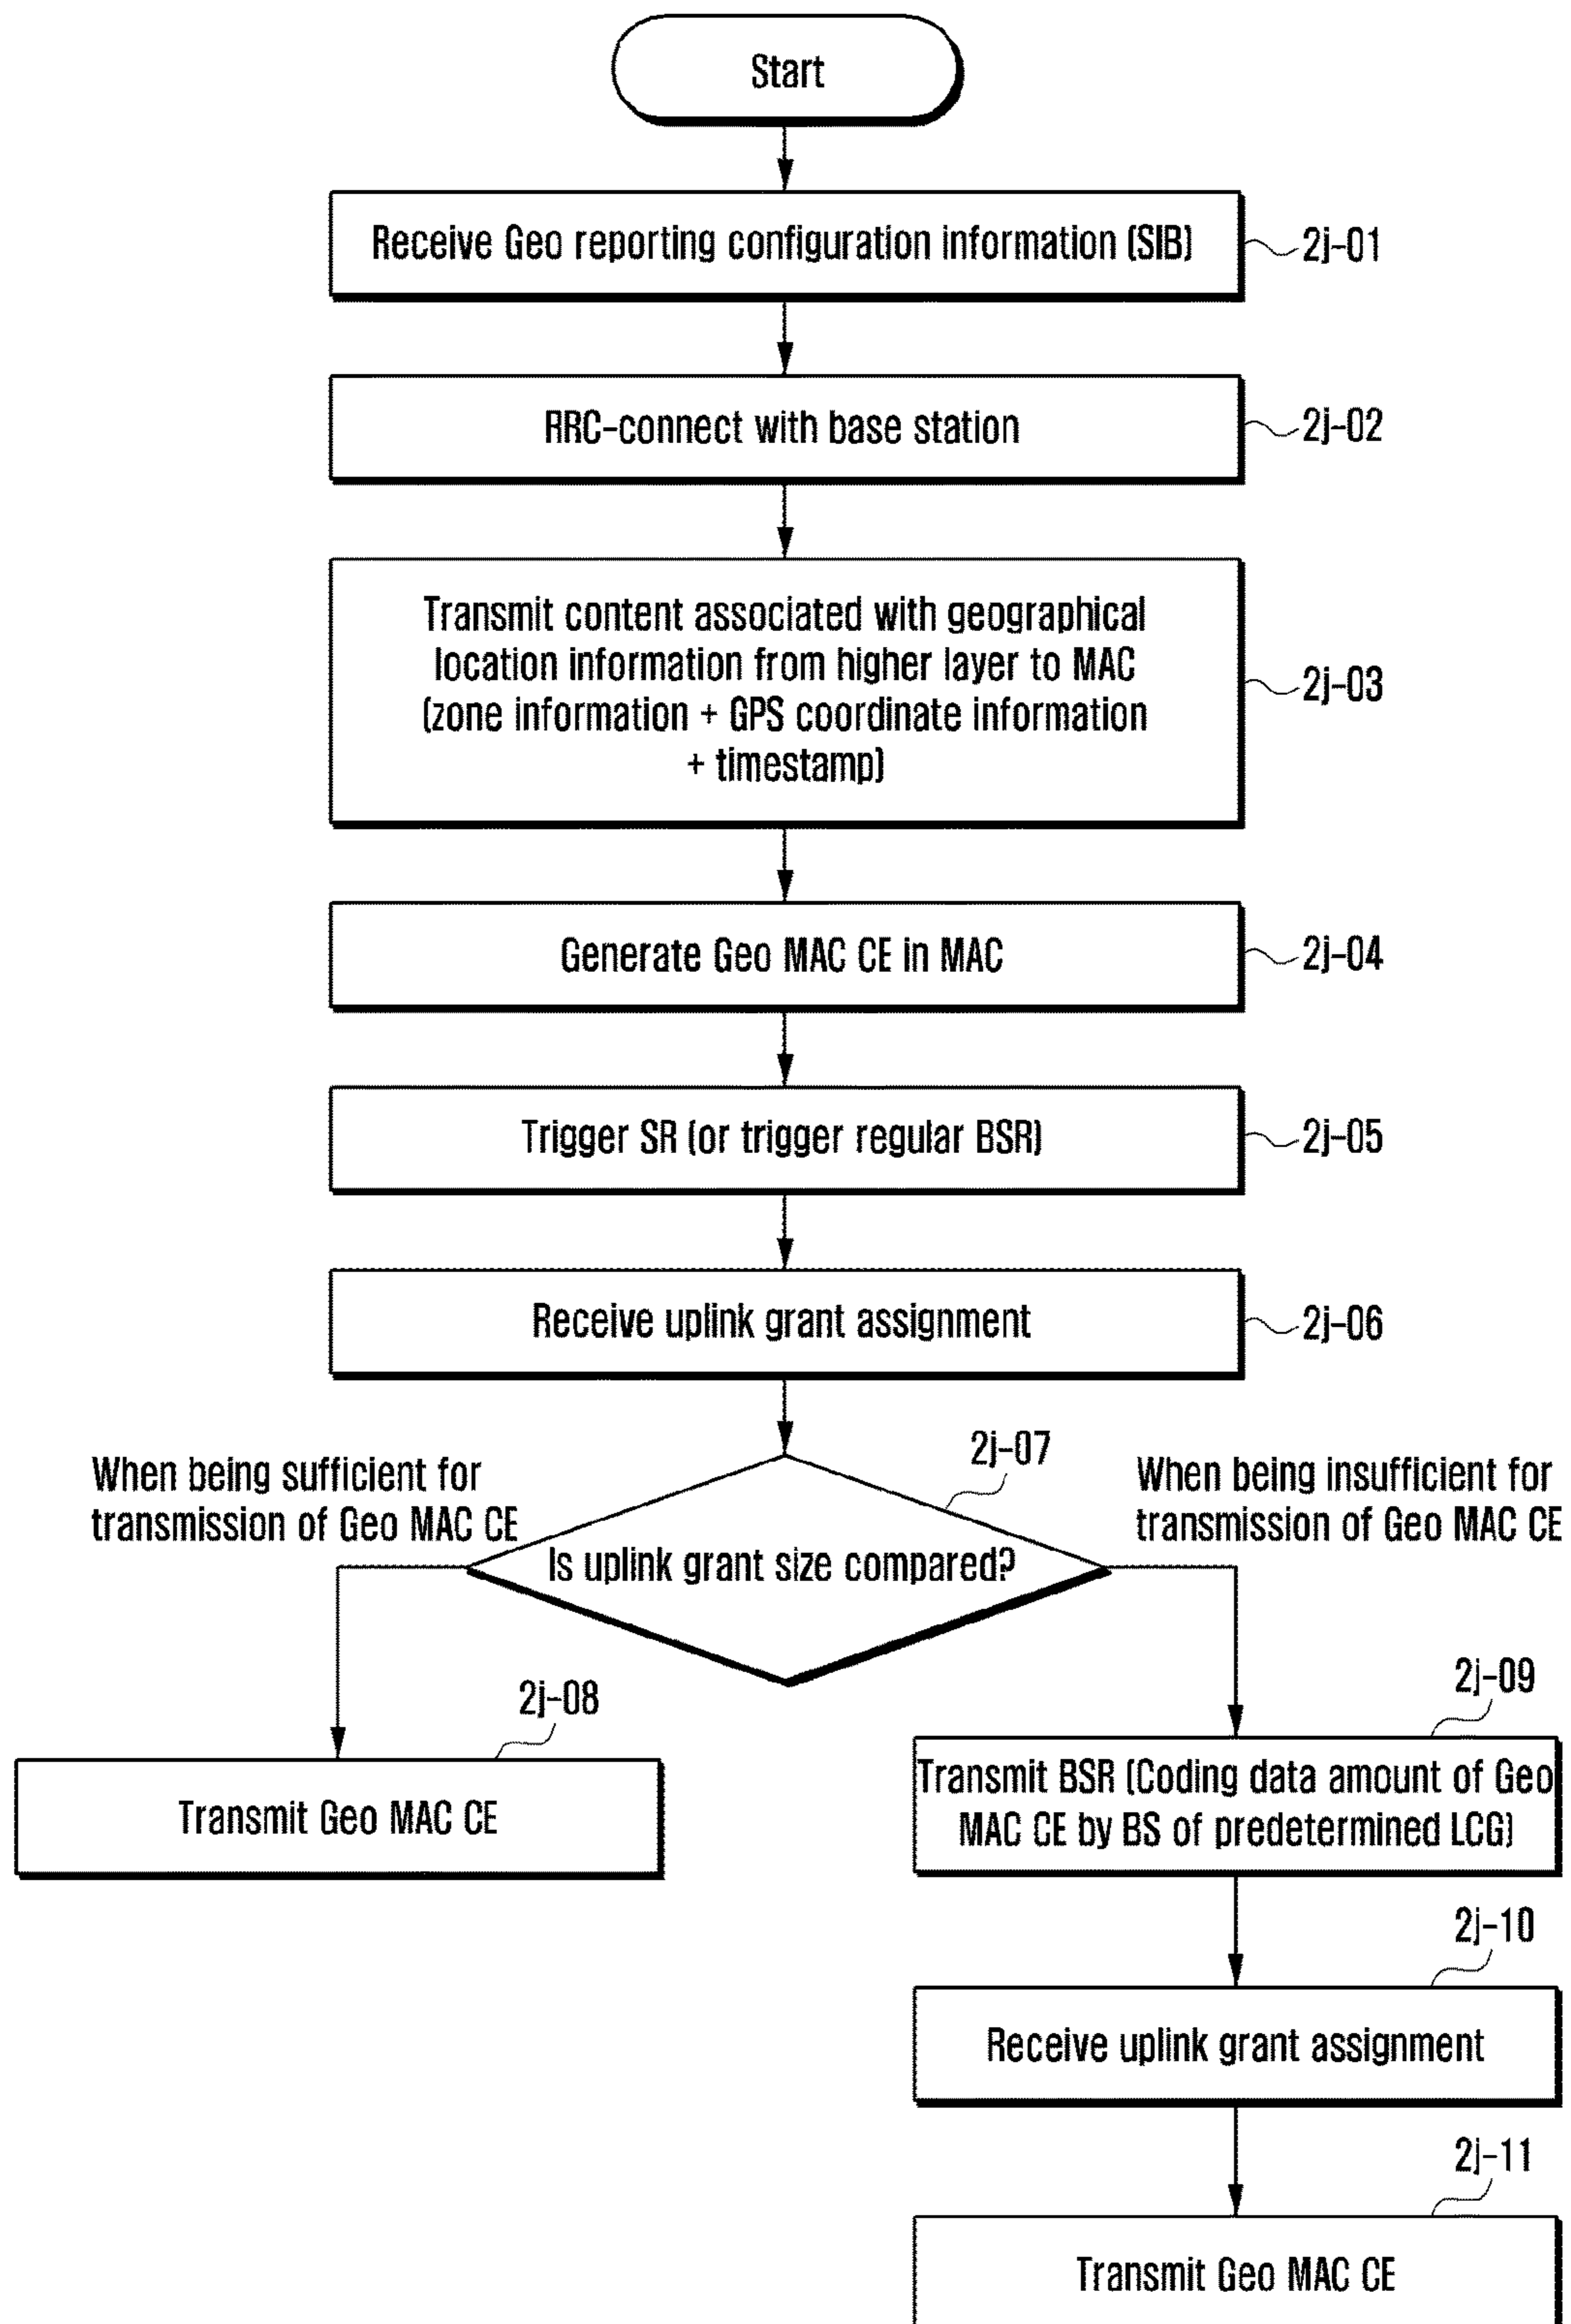 Start
Receive Geo reporting configuration information (SIB)
2j-01
RRC-connect with base station
2j-02
Transmit content associated with geographical
location information from higher layer to MAC
(zone information + GPS coordinate information
+ timestamp)
2j-03
Generate Geo MAC CE in MAC
2j-04
Trigger SR (or trigger regular BSR)
2j-05
Receive uplink grant assignment
2j-06
When being sufficient for
transmission of Geo MAC CE
2j-07
When being insufficient for
transmission of Geo MAC CE
Is uplink grant size compared?
2j-08
Transmit Geo MAC CE
2j-09
Transmit BSR (Coding data amount of Geo
MAC CE by BS of predetermined LCG)
2j-10
Receive uplink grant assignment
2j-11
Transmit Geo MAC CE